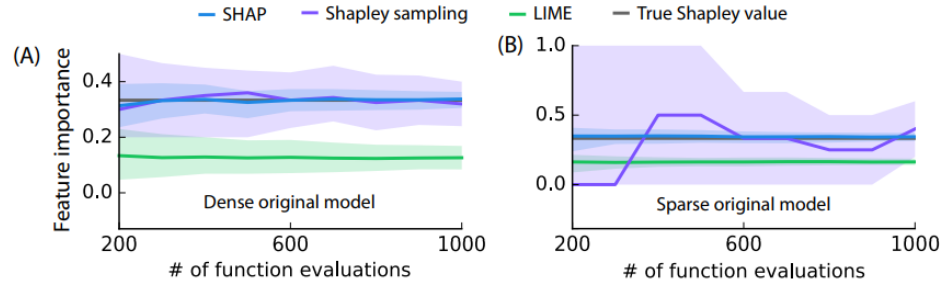 SHAP Shapley sampling LIME True Shapley value
(A)
Feature importance
0.4
0.2
0.0
Dense original model
200 600 1000
# of function evaluations
(B)
1.0
0.5
0.0
Sparse original model
200 600 1000
# of function evaluations